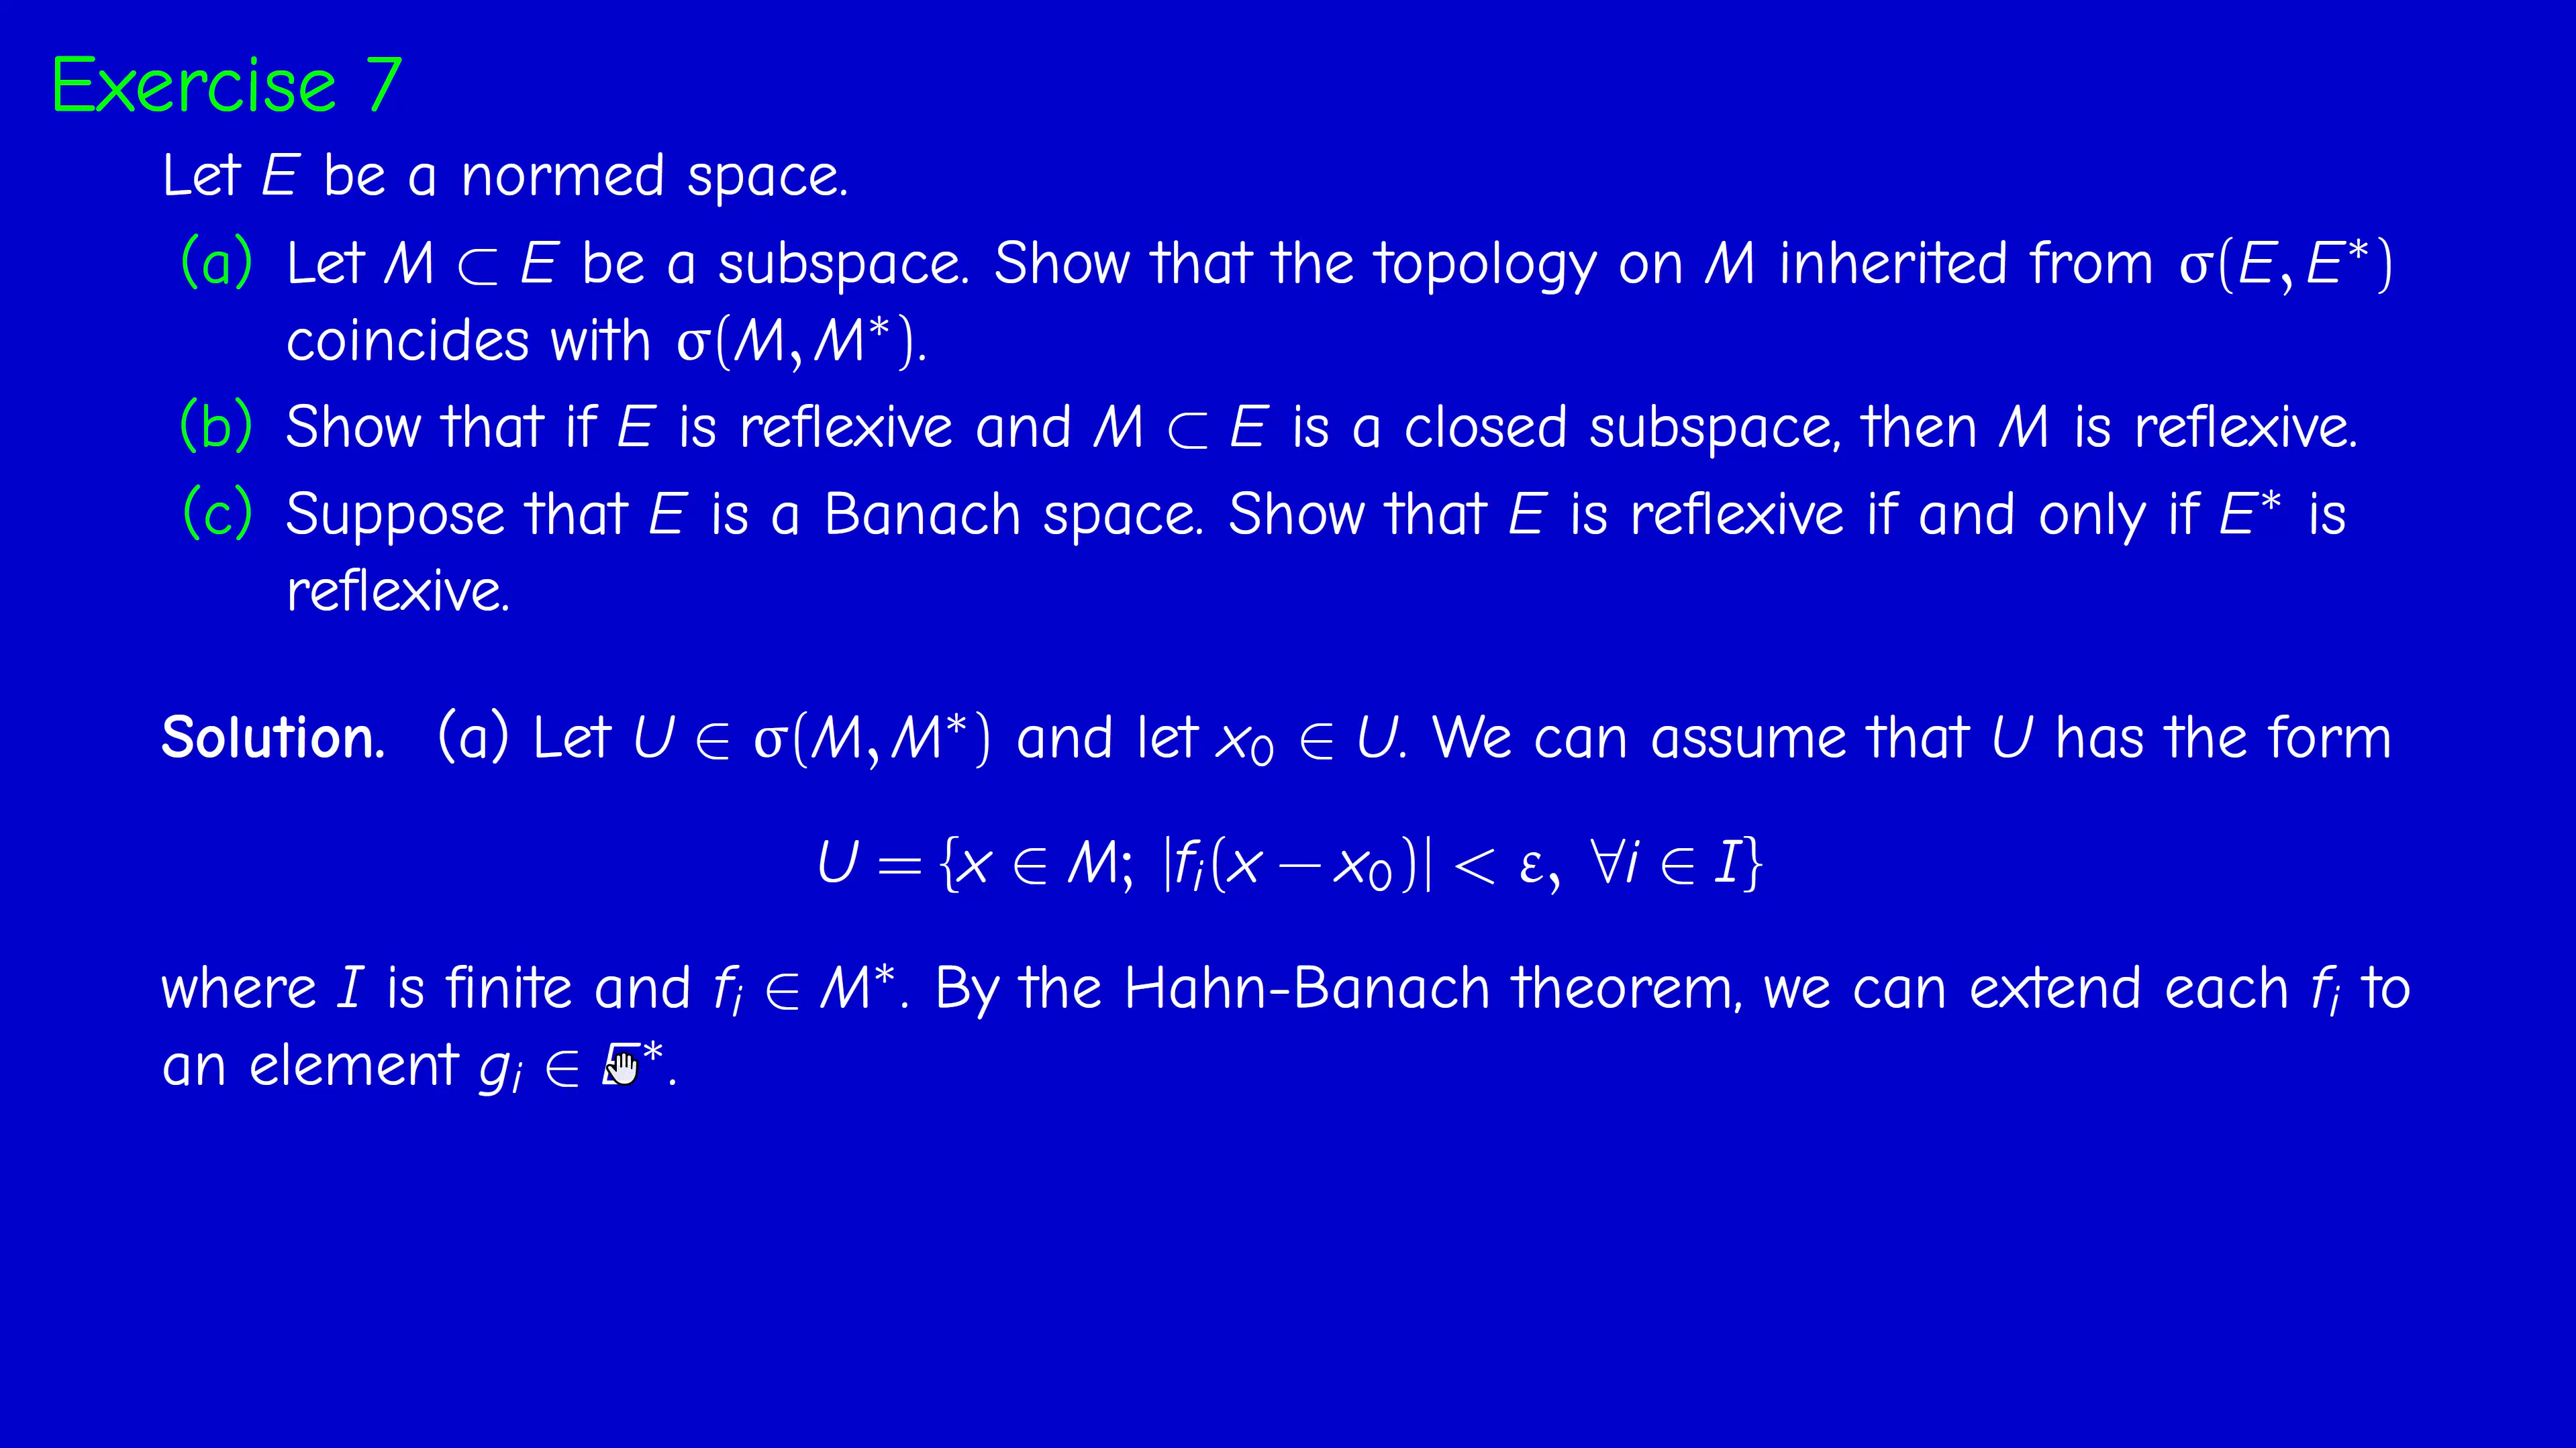 Exercise 7
Let E be a normed space.
(a) Let M ⊂ E be a subspace. Show that the topology on M inherited from σ(E, E*)
coincides with σ(M, M*).
(b) Show that if E is reflexive and M ⊂ E is a closed subspace, then M is reflexive.
(c) Suppose that E is a Banach space. Show that E is reflexive if and only if E* is
reflexive.
Solution. (a) Let U ∈ σ(M, M*) and let x₀ ∈ U. We can assume that U has the form
U = {x ∈ M; |fᵢ(x − x₀)| < ε, ∀i ∈ I}
where I is finite and fᵢ ∈ M*. By the Hahn-Banach theorem, we can extend each fᵢ to
an element gᵢ ∈ E*.